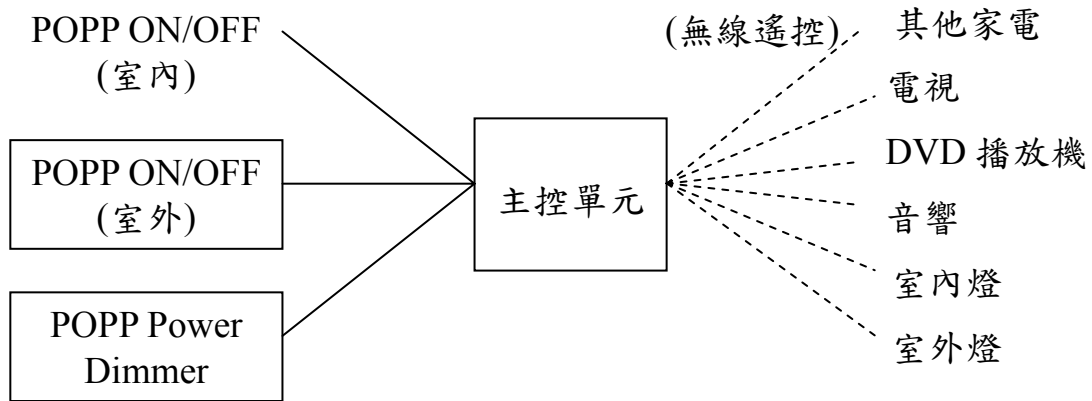 POPP ON/OFF
(室內)
POPP ON/OFF
(室外)
POPP Power
Dimmer
主控單元
(無線遙控)
其他家電
電視
DVD 播放機
音響
室內燈
室外燈